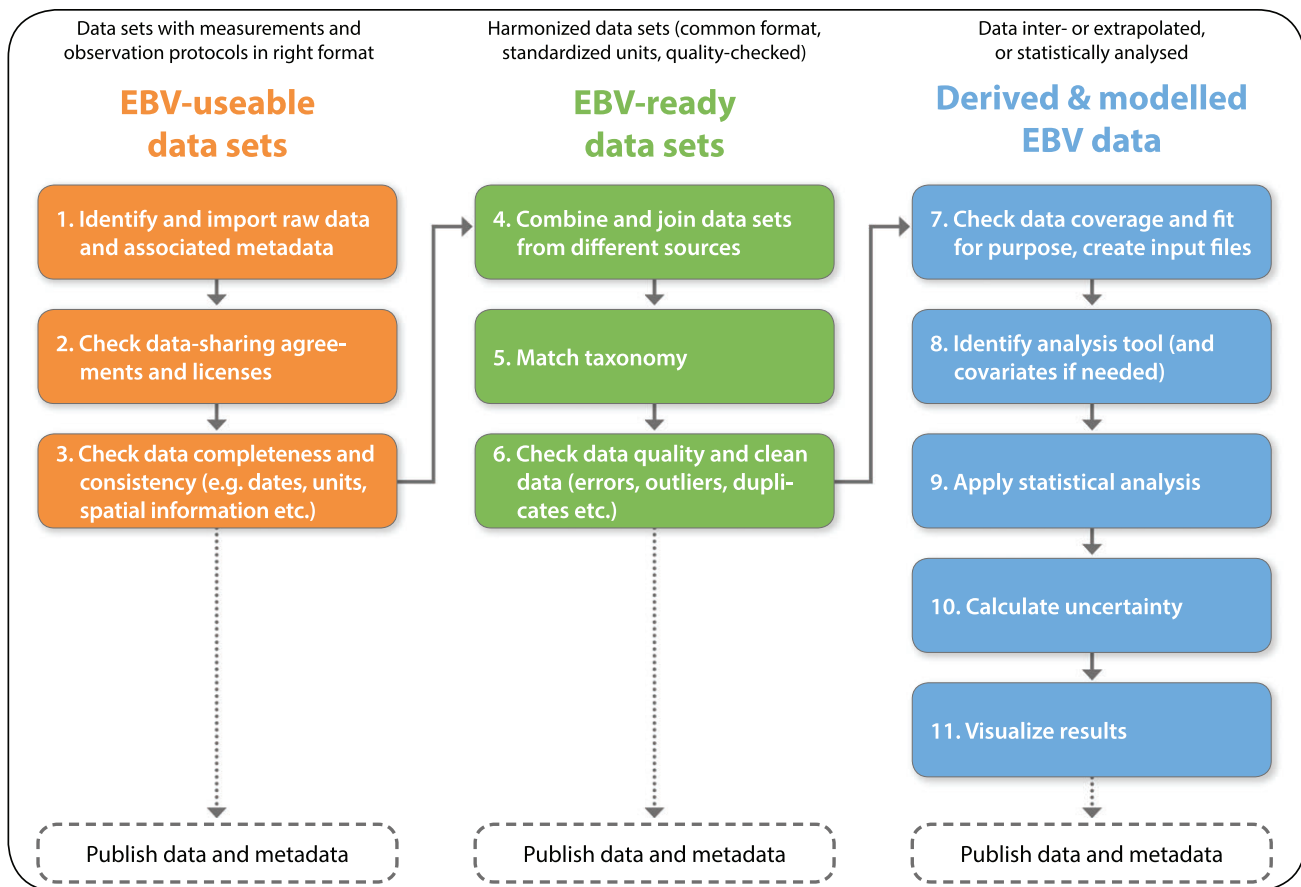 Data sets with measurements and
observation protocols in right format
EBV-useable
data sets
1. Identify and import raw data
and associated metadata
2. Check data-sharing agree-
ments and licenses
3. Check data completeness and
consistency (e.g. dates, units,
spatial information etc.)
Publish data and metadata
Harmonized data sets (common format,
standardized units, quality-checked)
EBV-ready
data sets
4. Combine and join data sets
from different sources
5. Match taxonomy
6. Check data quality and clean
data (errors, outliers, dupli-
cates etc.)
Publish data and metadata
Data inter- or extrapolated,
or statistically analysed
Derived & modelled
EBV data
7. Check data coverage and fit
for purpose, create input files
8. Identify analysis tool (and
covariates if needed)
9. Apply statistical analysis
10. Calculate uncertainty
11. Visualize results
Publish data and metadata